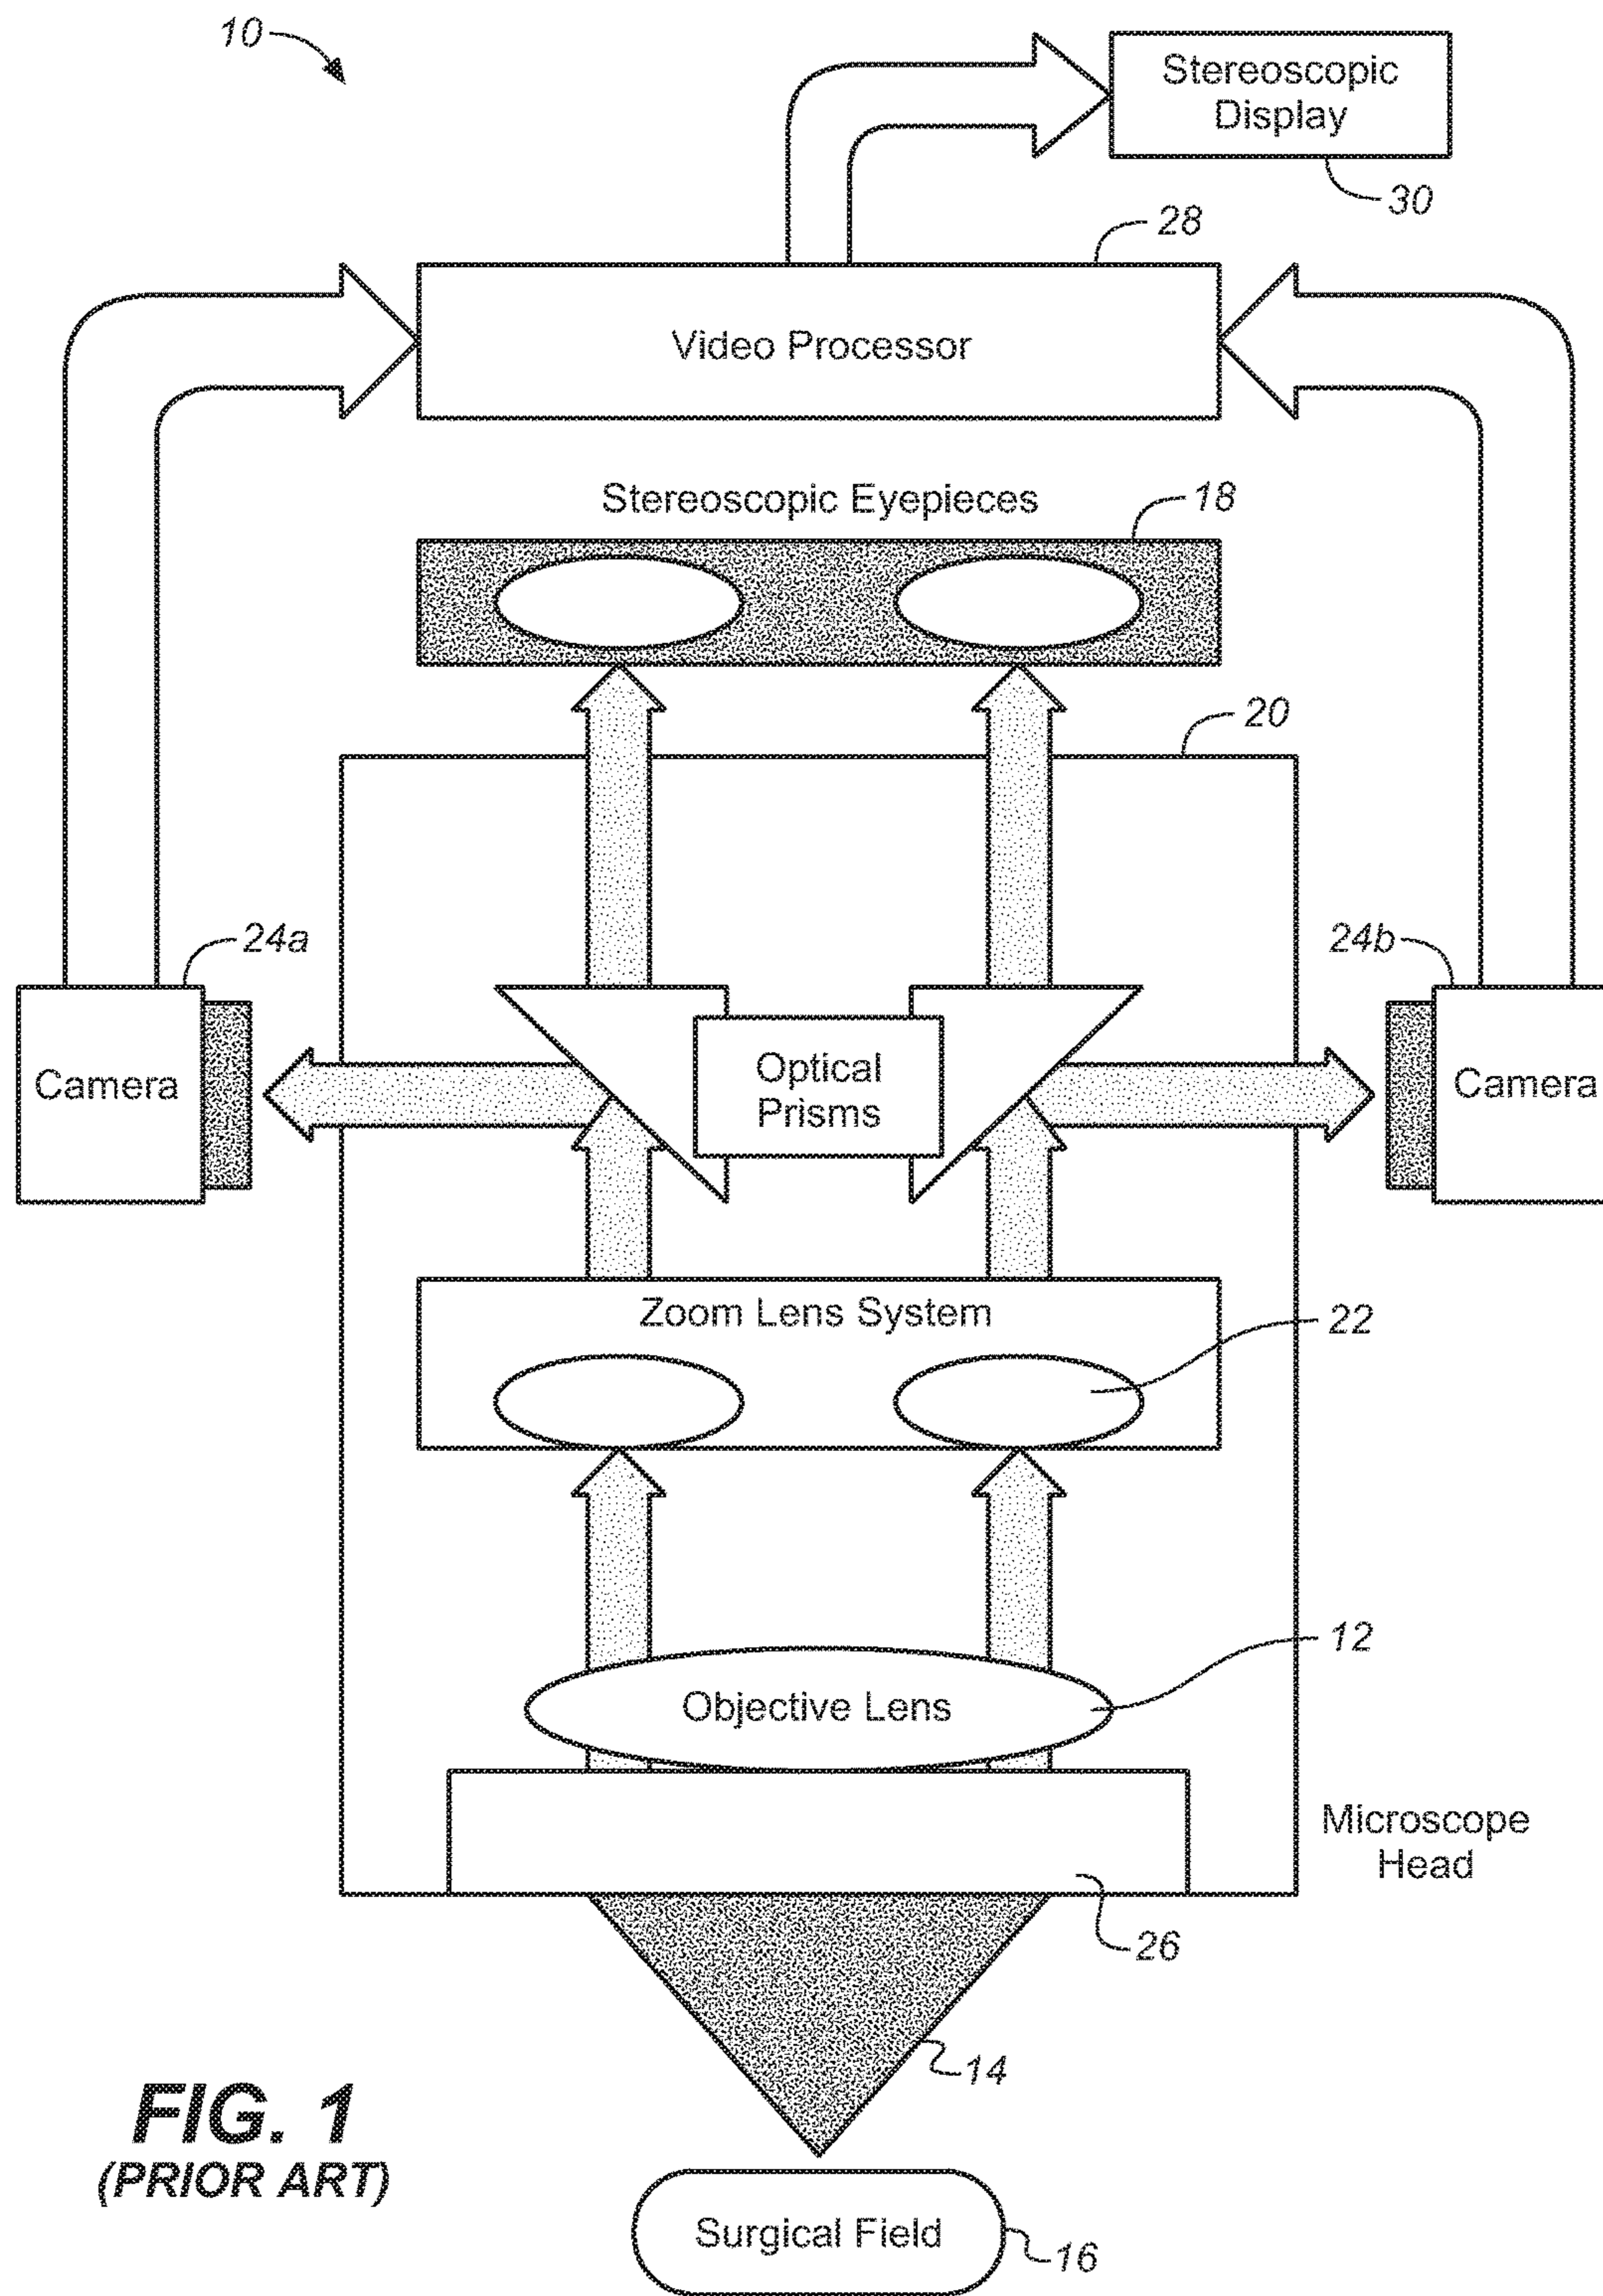 10
Stereoscopic
Display
30
28
Video Processor
Stereoscopic Eyepieces
18
20
24a
24b
Camera
Optical
Prisms
Camera
Zoom Lens System
22
12
Objective Lens
Microscope
Head
26
14
FIG. 1
(PRIOR ART)
Surgical Field
16